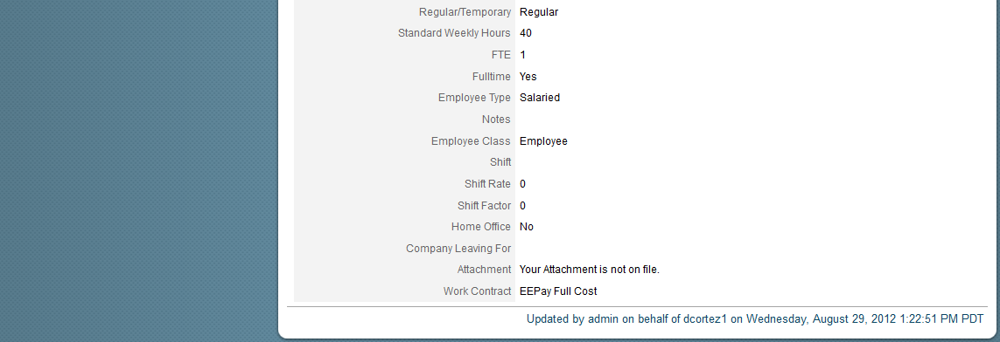 Regular/Temporary Regular
Standard Weekly Hours 40
FTE 1
Fulltime Yes
Employee Type Salaried
Notes
Employee Class Employee
Shift
Shift Rate 0
Shift Factor 0
Home Office No
Company Leaving For
Attachment Your Attachment is not on file.
Work Contract EEPay Full Cost
Updated by admin on behalf of dcortez1 on Wednesday, August 29, 2012 1:22:51 PM PDT